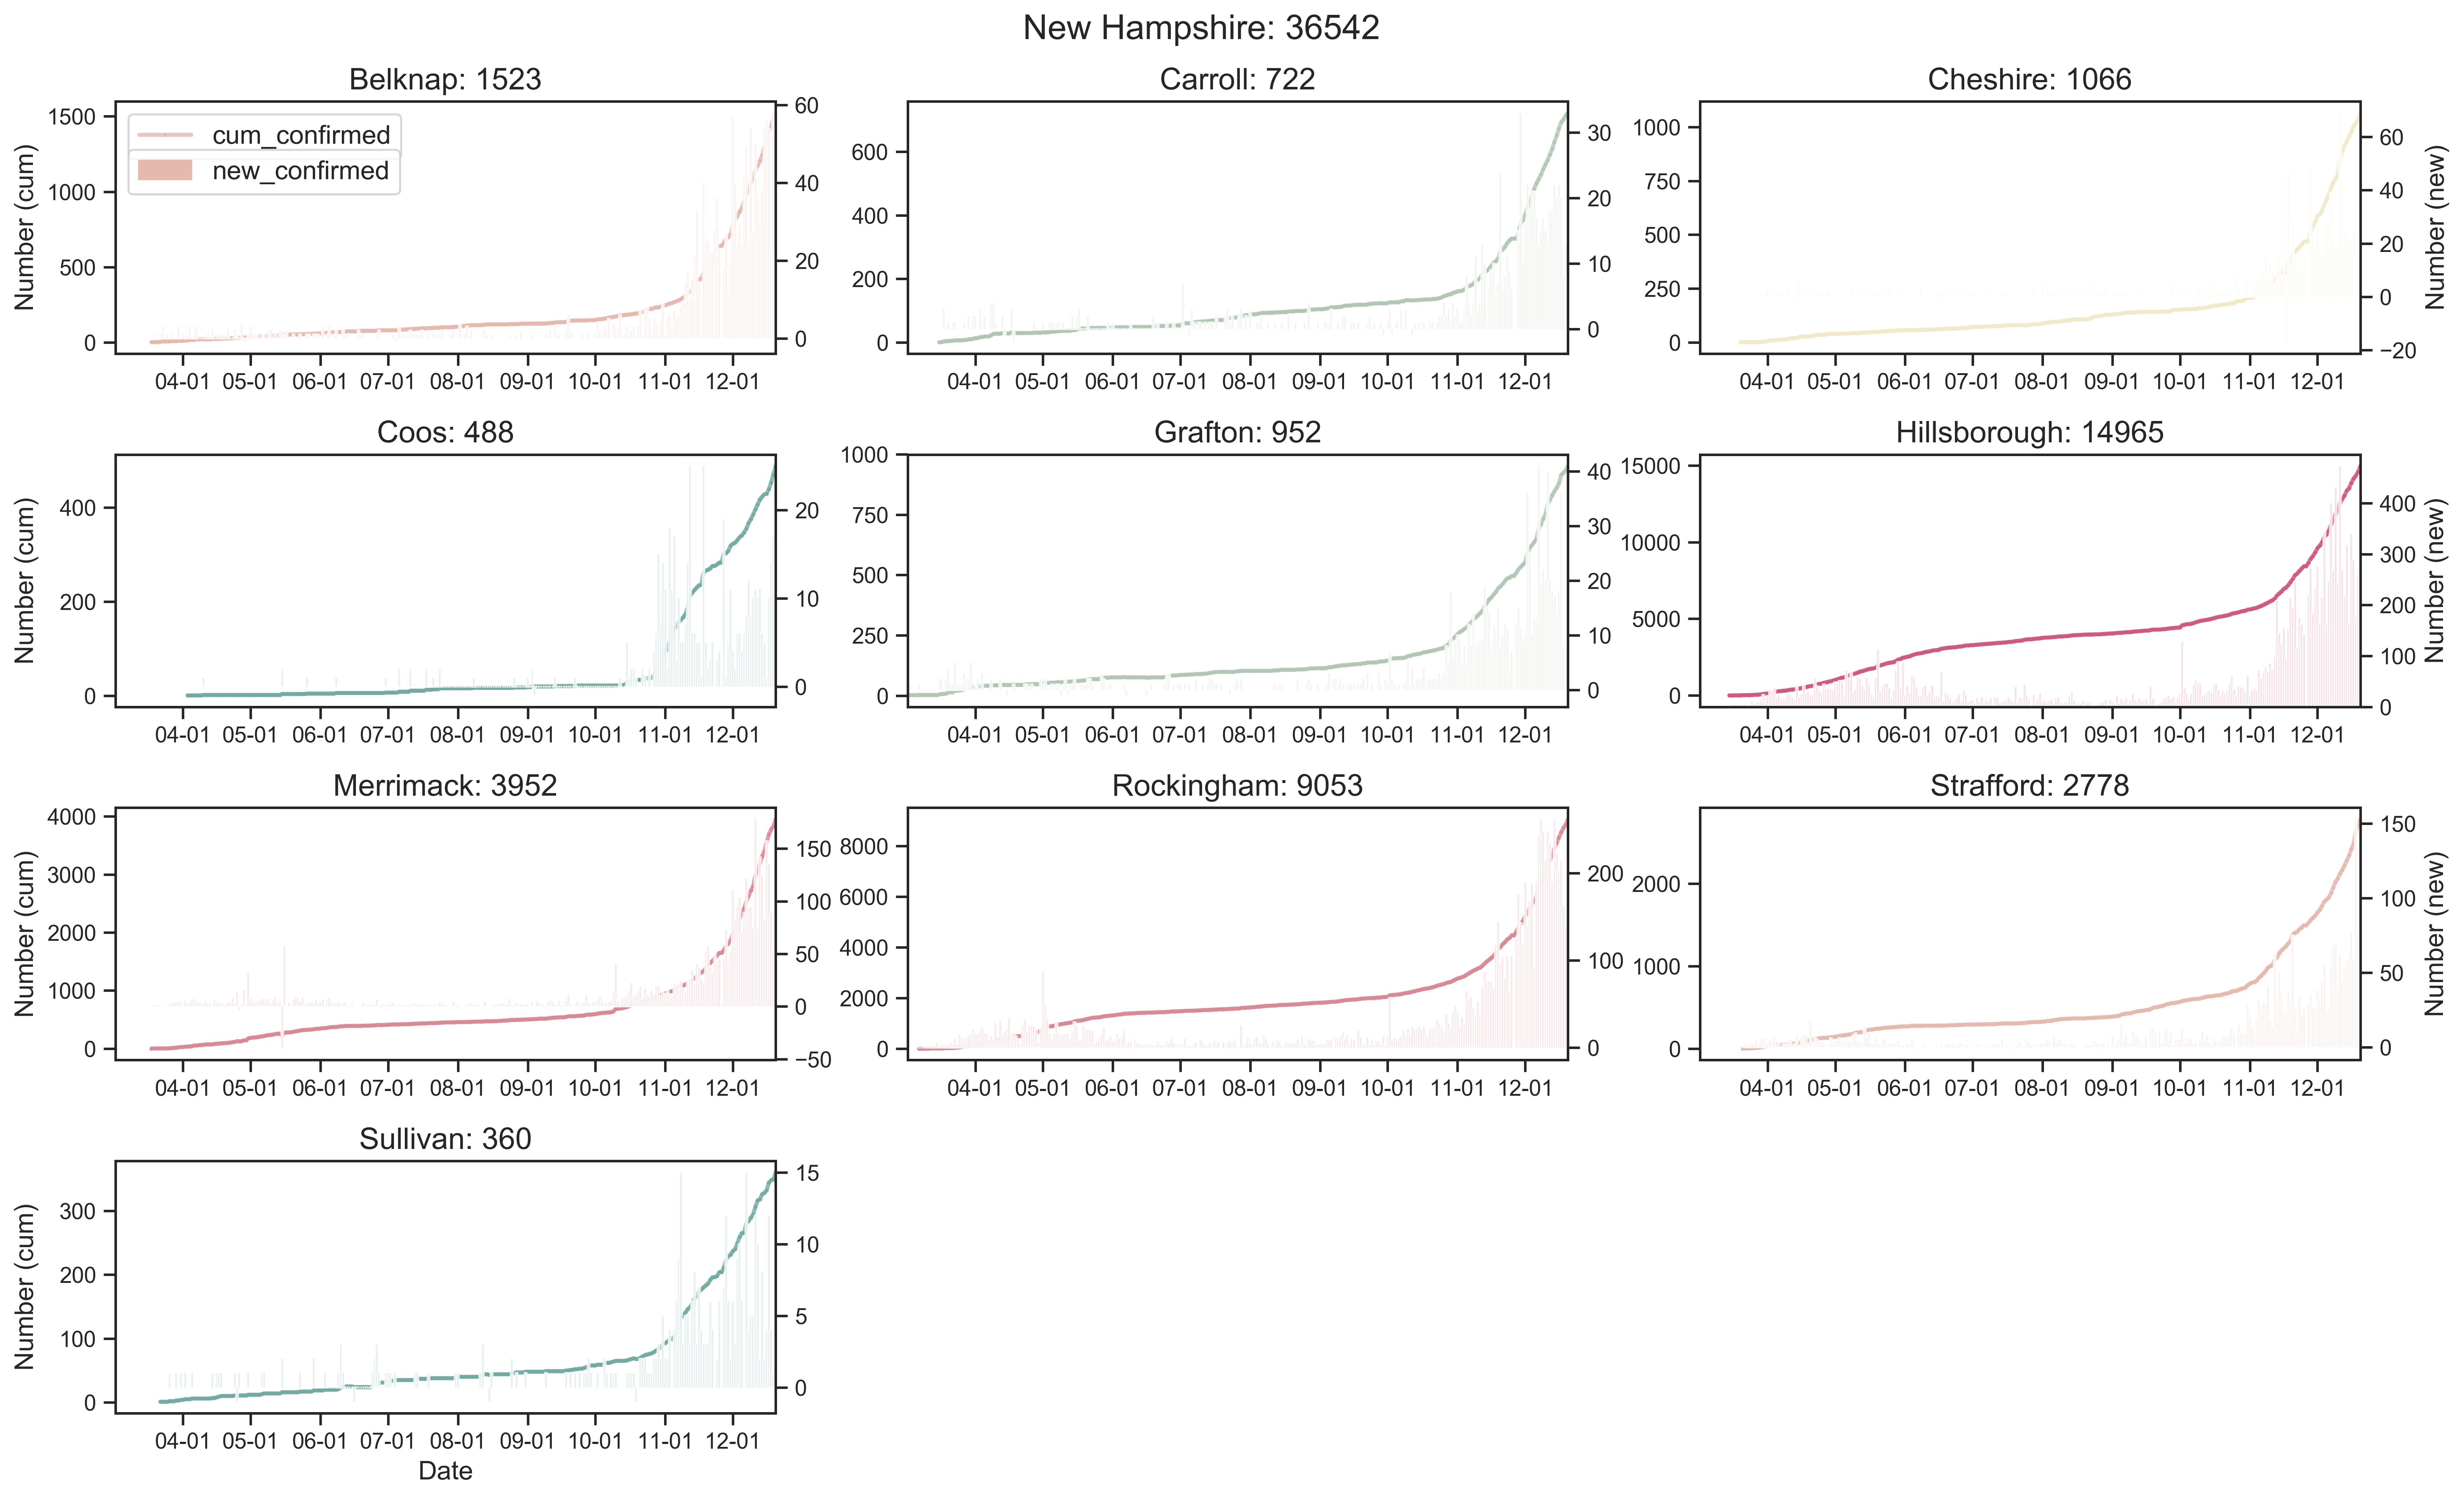 New Hampshire: 36542
Belknap: 1523
Number (cum)
1500
1000
500
0
cum_confirmed
new_confirmed
60
40
20
0
04-01 05-01 06-01 07-01 08-01 09-01 10-01 11-01 12-01
Carroll: 722
600
400
200
0
30
20
10
0
04-01 05-01 06-01 07-01 08-01 09-01 10-01 11-01 12-01
Cheshire: 1066
1000
750
500
250
0
60
40
20
0
−20
Number (new)
04-01 05-01 06-01 07-01 08-01 09-01 10-01 11-01 12-01
Coos: 488
Number (cum)
400
200
0
20
10
0
04-01 05-01 06-01 07-01 08-01 09-01 10-01 11-01 12-01
Grafton: 952
1000
750
500
250
0
40
30
20
10
0
04-01 05-01 06-01 07-01 08-01 09-01 10-01 11-01 12-01
Hillsborough: 14965
15000
10000
5000
0
400
300
200
100
0
Number (new)
04-01 05-01 06-01 07-01 08-01 09-01 10-01 11-01 12-01
Merrimack: 3952
Number (cum)
4000
3000
2000
1000
0
150
100
50
0
−50
04-01 05-01 06-01 07-01 08-01 09-01 10-01 11-01 12-01
Rockingham: 9053
8000
6000
4000
2000
0
200
100
0
04-01 05-01 06-01 07-01 08-01 09-01 10-01 11-01 12-01
Strafford: 2778
2000
1000
0
150
100
50
0
Number (new)
04-01 05-01 06-01 07-01 08-01 09-01 10-01 11-01 12-01
Sullivan: 360
Number (cum)
300
200
100
0
15
10
5
0
04-01 05-01 06-01 07-01 08-01 09-01 10-01 11-01 12-01
Date